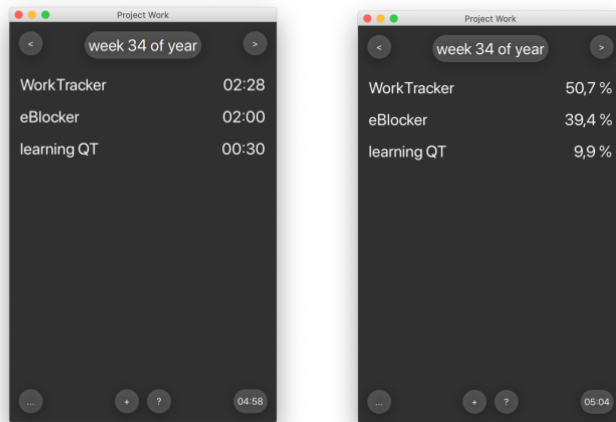 Project Work
< week 34 of year >
WorkTracker 02:28
eBlocker 02:00
learning QT 00:30
... + ? 04:58
Project Work
< week 34 of year >
WorkTracker 50,7 %
eBlocker 39,4 %
learning QT 9,9 %
... + ? 05:04